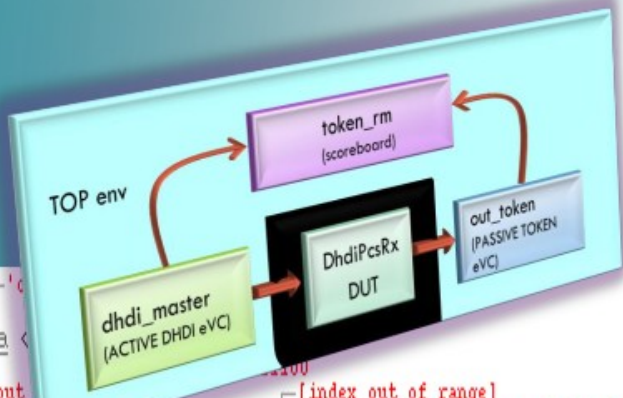 token_rm
(scoreboard)
TOP env
out_token
(PASSIVE TOKEN
eVC)
DhdiPcsRx
DUT
dhdi_master
(ACTIVE DHDI eVC)
[index out of range]